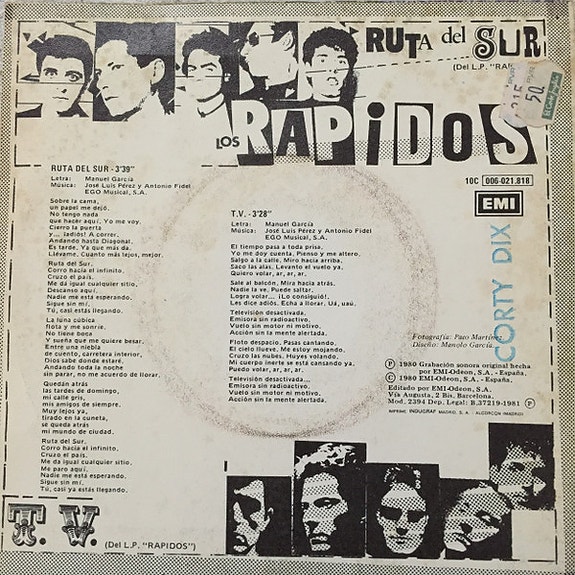 RUTA del SUR
(Del L.P. "RAP
315
50
LOS RAPIDOS
10C 006-021.818
EMI
CORTY DIX
RUTA DEL SUR - 3'39"
Letra: Manuel García
Música: José Luis Pérez y Antonio Fidel
EGO Musical, S.A.
Sobre la cama,
un papel me dejó.
No tengo nada
que hacer aquí. Yo me voy.
Cierro la puerta
y... ¡adiós! A correr.
Andando hasta Diagonal.
Es tarde. Ya que más da.
Llévame. Cuanto más lejos, mejor.
Ruta del Sur.
Corro hacia el infinito.
Cruzo el país.
Me da igual cualquier sitio,
Descanso aquí.
Nadie me está esperando.
Sigue sin mí.
Tú, casi estás llegando.
La luna cúbica
flota y me sonríe.
No tiene boca
Y sueña que me quiere besar.
Entre una niebla
de cuento, carretera interior,
Dios sabe donde estaré,
Andando toda la noche
sin parar, no me acuerdo de llorar.
Quedán atrás
las tardes de domingo,
mi calle gris,
mis amigos de siempre.
Muy lejos ya,
tirado en la cuneta,
se queda atrás
mi mundo de ciudad.
Ruta del Sur.
Corro hacia el infinito,
Cruzo el país.
Me da igual cualquier sitio,
Me paro aquí.
Nadie me está esperando.
Sigue sin mí.
Tú, casi ya estás llegando.
T.V. - 3'28"
Letra: Manuel García
Música: José Luis Pérez y Antonio Fidel
EGO Musical, S.A.
El tiempo pasa a toda prisa.
Yo me doy cuenta. Pienso y me altero.
Salgo a la calle. Miro hacia arriba.
Saco las alas. Levanto el vuelo ya.
Quiero volar, ar, ar, ar.
Sale al balcón. Mira hacia atrás.
Nadie la ve. Puede saltar.
Logra volar... ¡Lo consiguió!.
Les dice adiós. Echa a llorar. Uá, uaú.
Televisión desactivada.
Emisora sin radioactivo.
Vuelo sin motor ni motivo.
Acción sin la mente alertada.
Floto despacio. Pasas cantando.
El cielo llueve. Me estoy mojando.
Cruzo las nubes. Huyes volando.
Mi cuerpo inerte se está cansando ya,
Puedo volar, ar, ar, ar.
Televisión desactivada...
Emisora sin radioactivo.
Vuelo sin motor ni motivo.
Acción sin la mente alertada.
Fotografía: Paco Martínez
Diseño: Manolo García
Ⓟ 1980 Grabación sonora original hecha
por EMI-Odeon, S.A., - España.
© 1980 EMI-Odeon, S.A., - España.
Editado por EMI-Odeon, S.A.
Vía Augusta, 2 Bis. Barcelona.
Mod. 2394 Dep. Legal: B.37219-1981 Ⓟ
IMPRIME: INDUGRAF MADRID, S. A. - ALCORCON (MADRID)
T. V.
(Del L.P. "RAPIDOS")